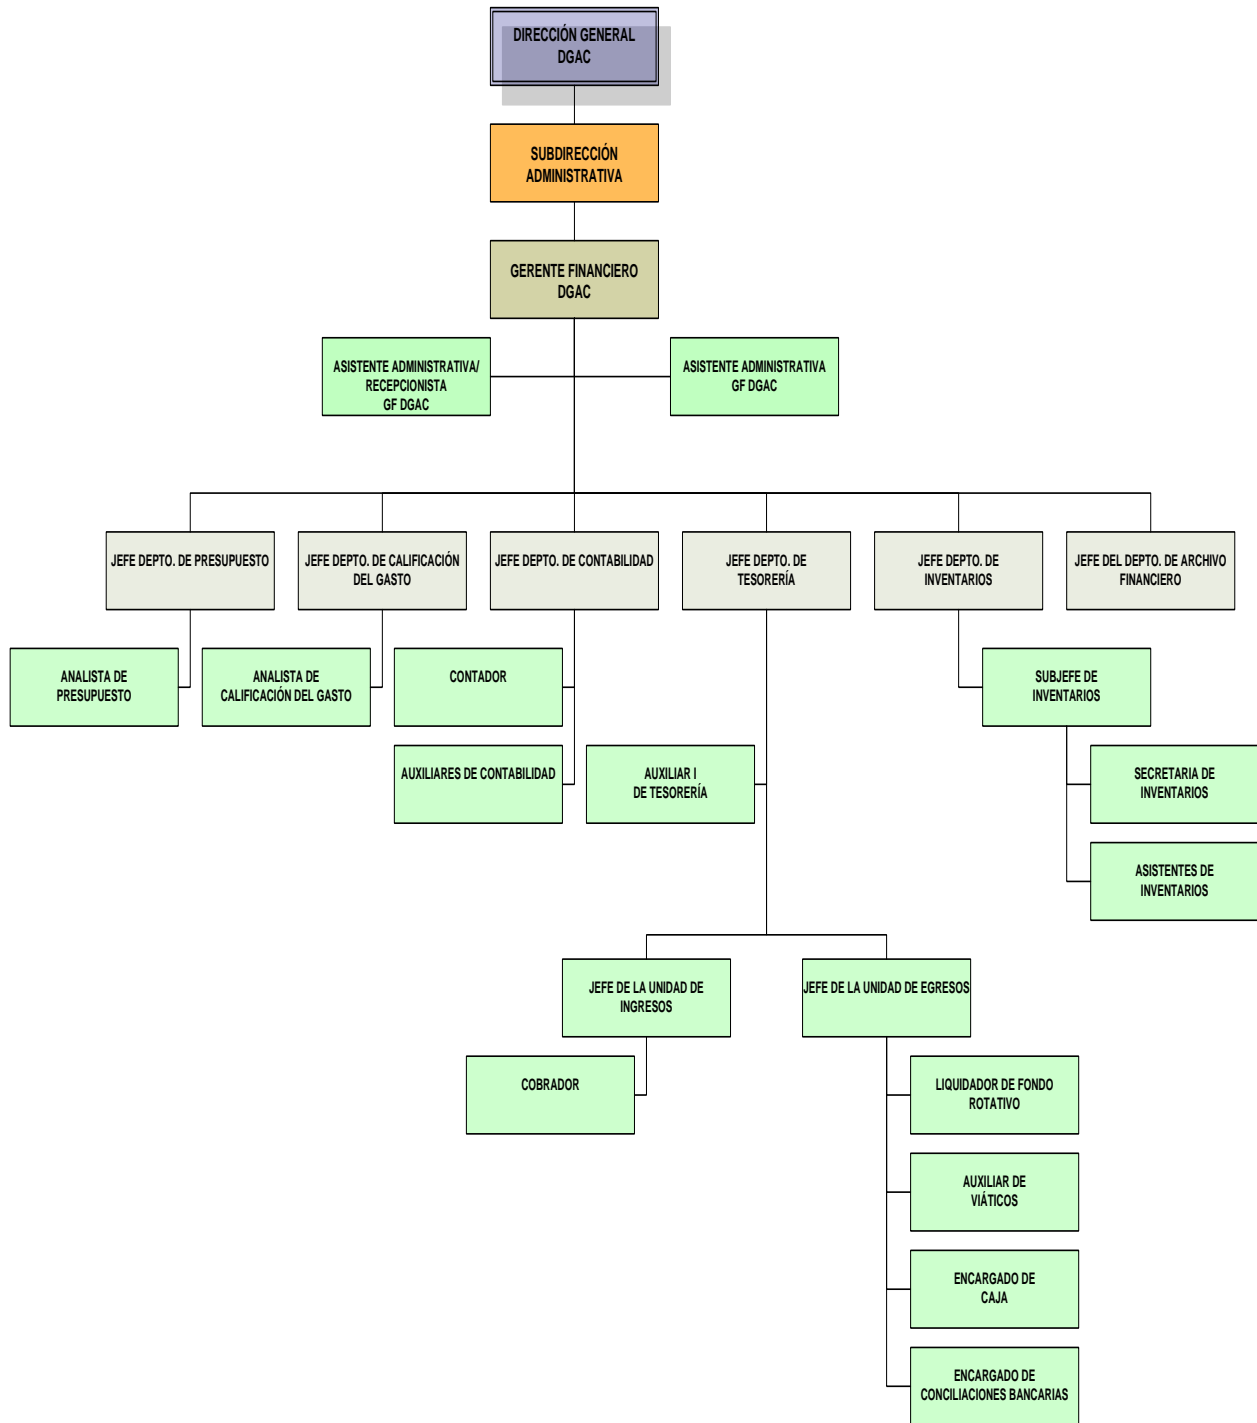 DIRECCIÓN GENERAL
DGAC
SUBDIRECCIÓN
ADMINISTRATIVA
GERENTE FINANCIERO
DGAC
ASISTENTE ADMINISTRATIVA/
RECEPCIONISTA
GF DGAC
ASISTENTE ADMINISTRATIVA
GF DGAC
JEFE DEPTO. DE PRESUPUESTO
JEFE DEPTO. DE CALIFICACIÓN
DEL GASTO
JEFE DEPTO. DE CONTABILIDAD
JEFE DEPTO. DE
TESORERÍA
JEFE DEPTO. DE
INVENTARIOS
JEFE DEL DEPTO. DE ARCHIVO
FINANCIERO
ANALISTA DE
PRESUPUESTO
ANALISTA DE
CALIFICACIÓN DEL GASTO
CONTADOR
SUBJEFE DE
INVENTARIOS
AUXILIARES DE CONTABILIDAD
AUXILIAR I
DE TESORERÍA
SECRETARIA DE
INVENTARIOS
ASISTENTES DE
INVENTARIOS
JEFE DE LA UNIDAD DE
INGRESOS
JEFE DE LA UNIDAD DE EGRESOS
COBRADOR
LIQUIDADOR DE FONDO
ROTATIVO
AUXILIAR DE
VIÁTICOS
ENCARGADO DE
CAJA
ENCARGADO DE
CONCILIACIONES BANCARIAS